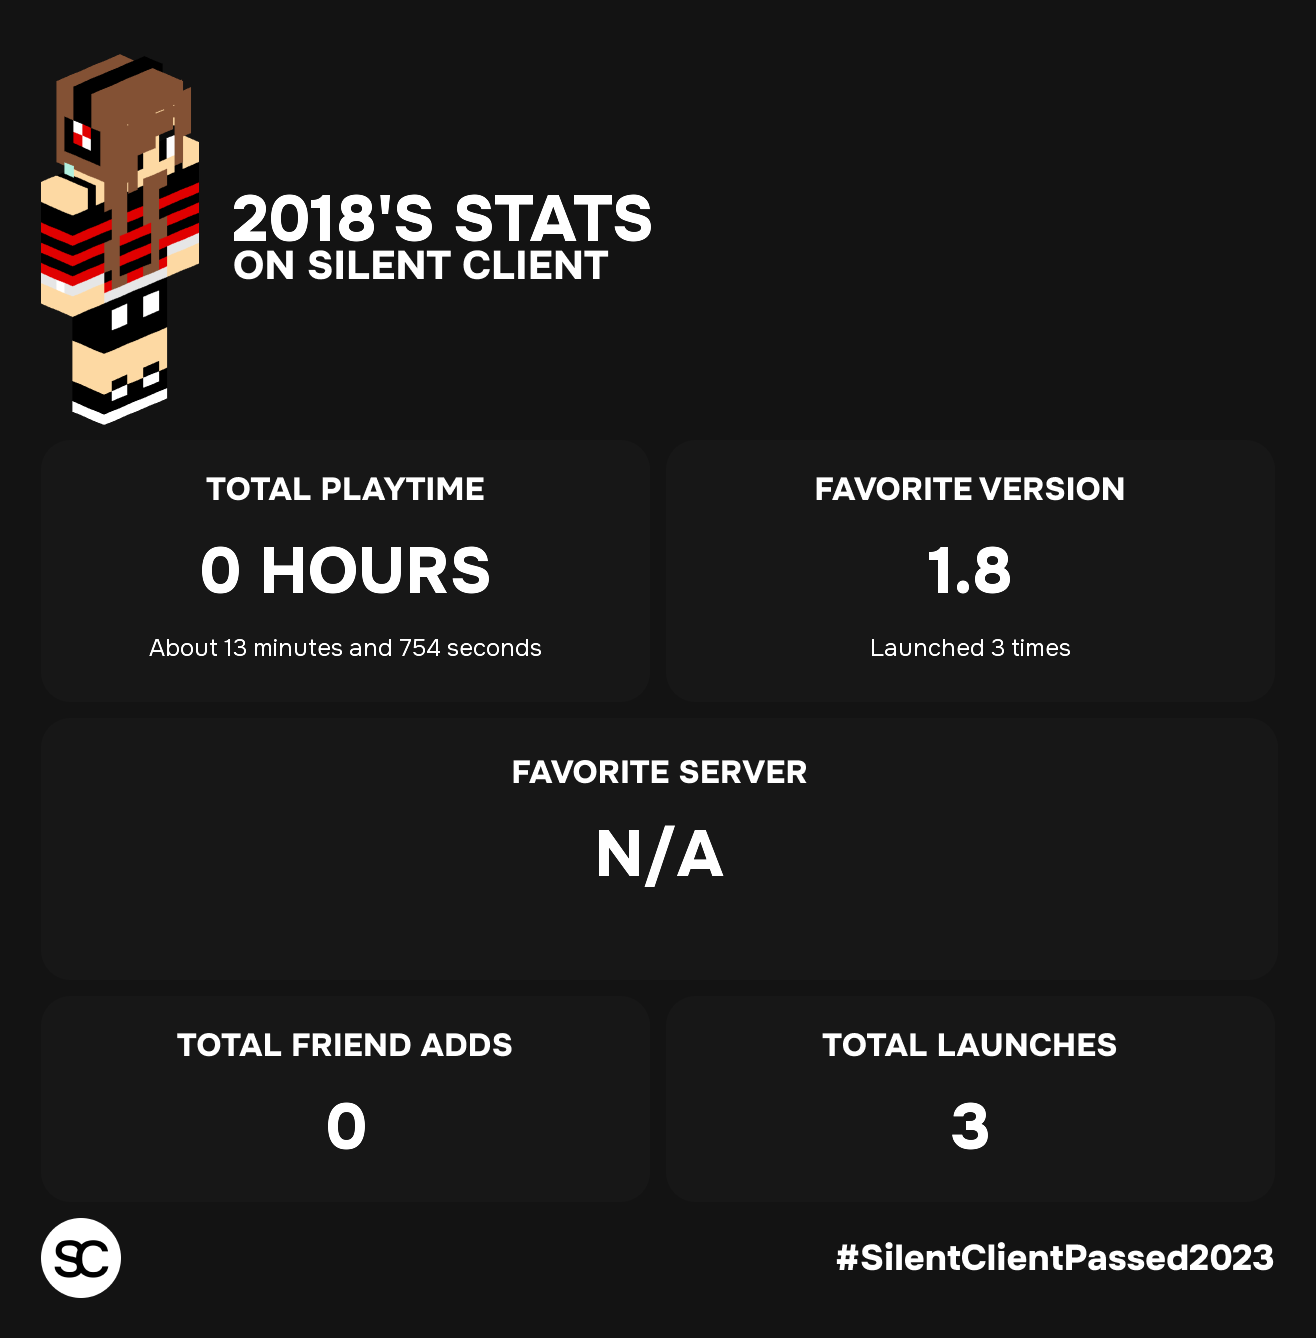 2018'S STATS
ON SILENT CLIENT
TOTAL PLAYTIME
0 HOURS
About 13 minutes and 754 seconds
FAVORITE VERSION
1.8
Launched 3 times
FAVORITE SERVER
N/A
TOTAL FRIEND ADDS
0
TOTAL LAUNCHES
3
SC
#SilentClientPassed2023